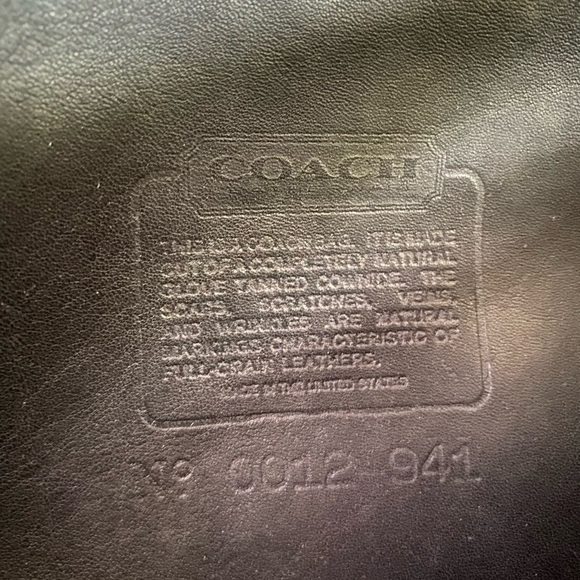 COACH
THIS IS A COACH BAG. IT IS MADE
OUT OF A COMPLETELY NATURAL
GLOVE TANNED COWHIDE. THE
SCARS, SCRATCHES, VEINS,
AND WRINKLES ARE NATURAL
MARKINGS CHARACTERISTIC OF
FULL-GRAIN LEATHERS.
MADE IN THE UNITED STATES
Nº 0012 941